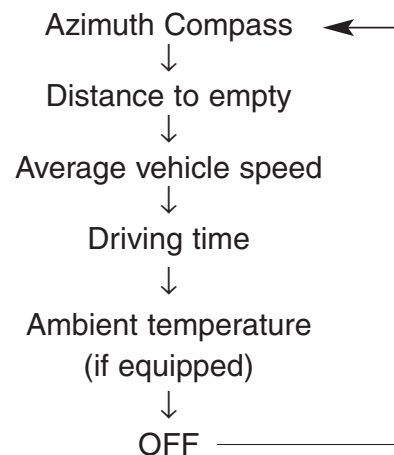 Azimuth Compass
Distance to empty
Average vehicle speed
Driving time
Ambient temperature
(if equipped)
OFF